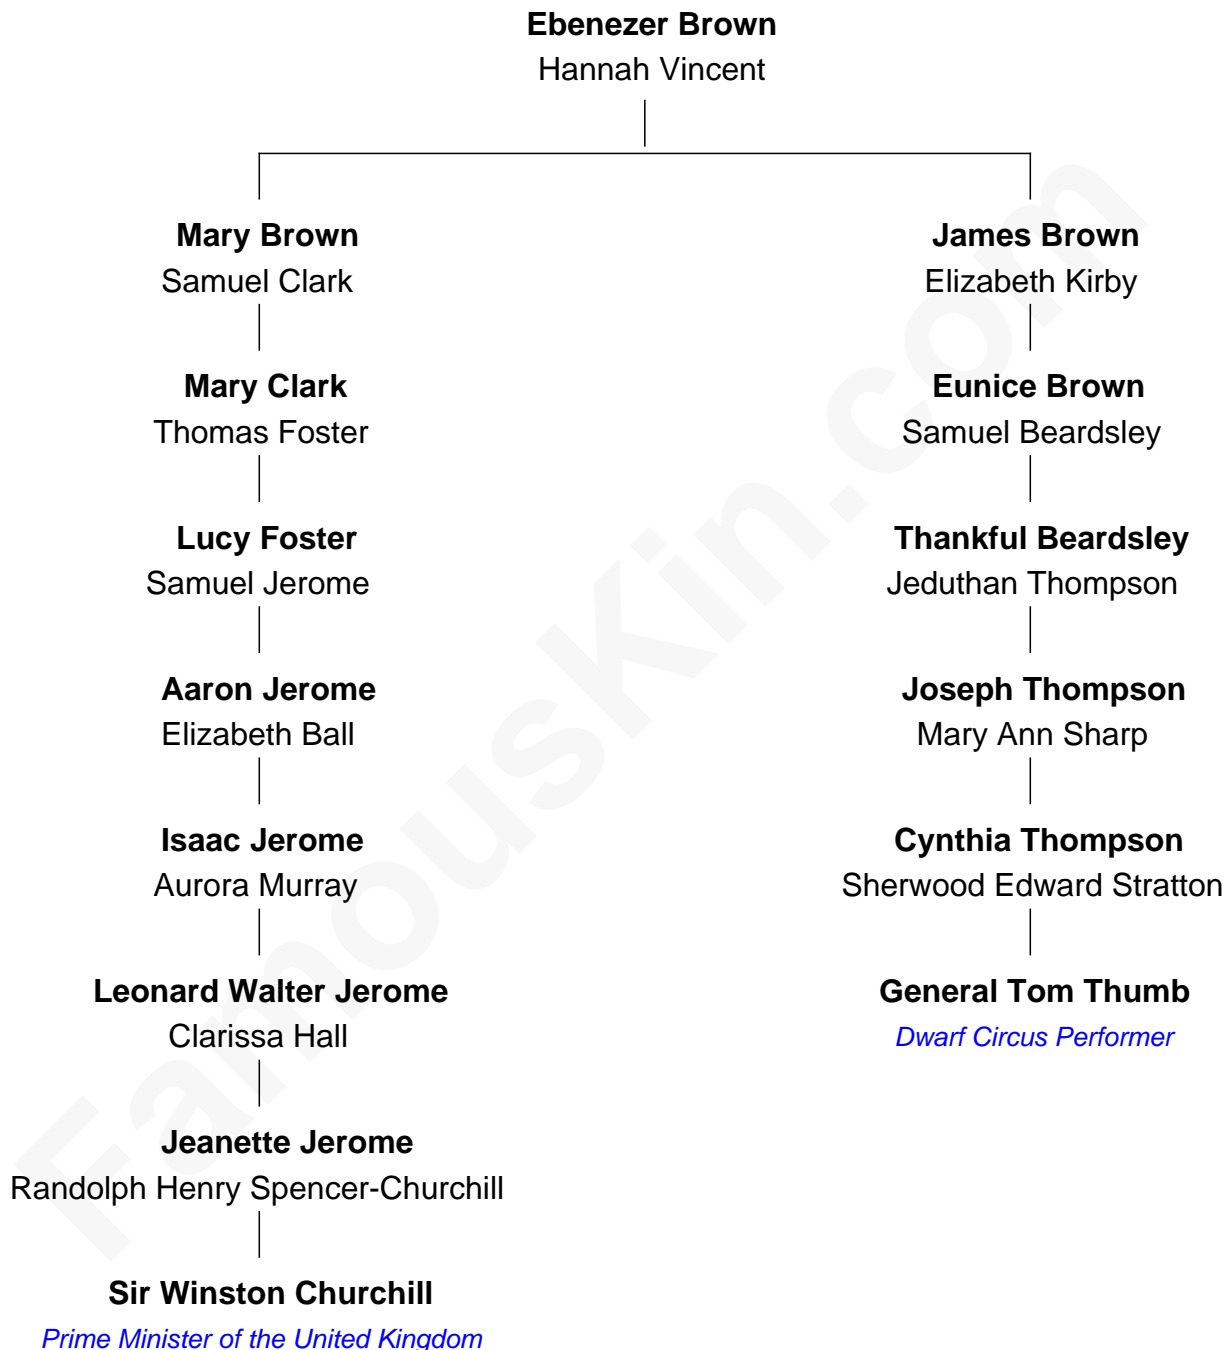 Ebenezer Brown
Hannah Vincent
Mary Brown
Samuel Clark
James Brown
Elizabeth Kirby
Mary Clark
Thomas Foster
Eunice Brown
Samuel Beardsley
Lucy Foster
Samuel Jerome
Thankful Beardsley
Jeduthan Thompson
Aaron Jerome
Elizabeth Ball
Joseph Thompson
Mary Ann Sharp
Isaac Jerome
Aurora Murray
Cynthia Thompson
Sherwood Edward Stratton
Leonard Walter Jerome
Clarissa Hall
General Tom Thumb
Dwarf Circus Performer
Jeanette Jerome
Randolph Henry Spencer-Churchill
Sir Winston Churchill
Prime Minister of the United Kingdom
FamousKin.com